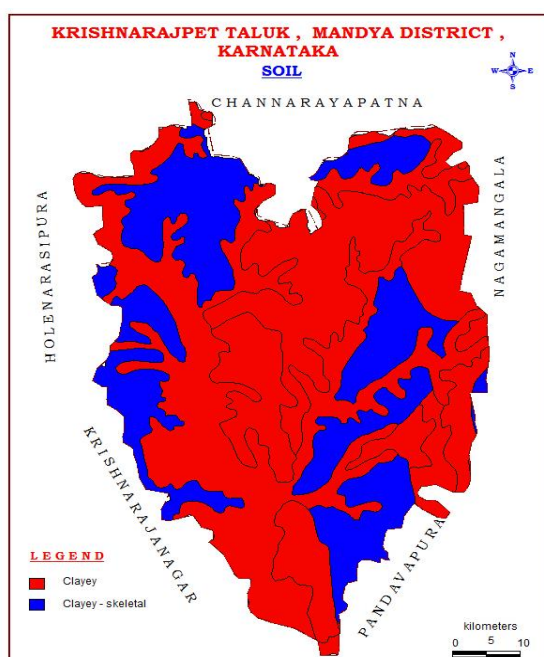 KRISHNARAJPET TALUK , MANDYA DISTRICT ,
KARNATAKA
SOIL
N
W E
S
CHANNARAYAPATNA
HOLENARASIPURA
NAGAMANGALA
KRISHNARAJANAGAR
PANDAVAPURA
LEGEND
Clayey
Clayey - skeletal
kilometers
0 5 10